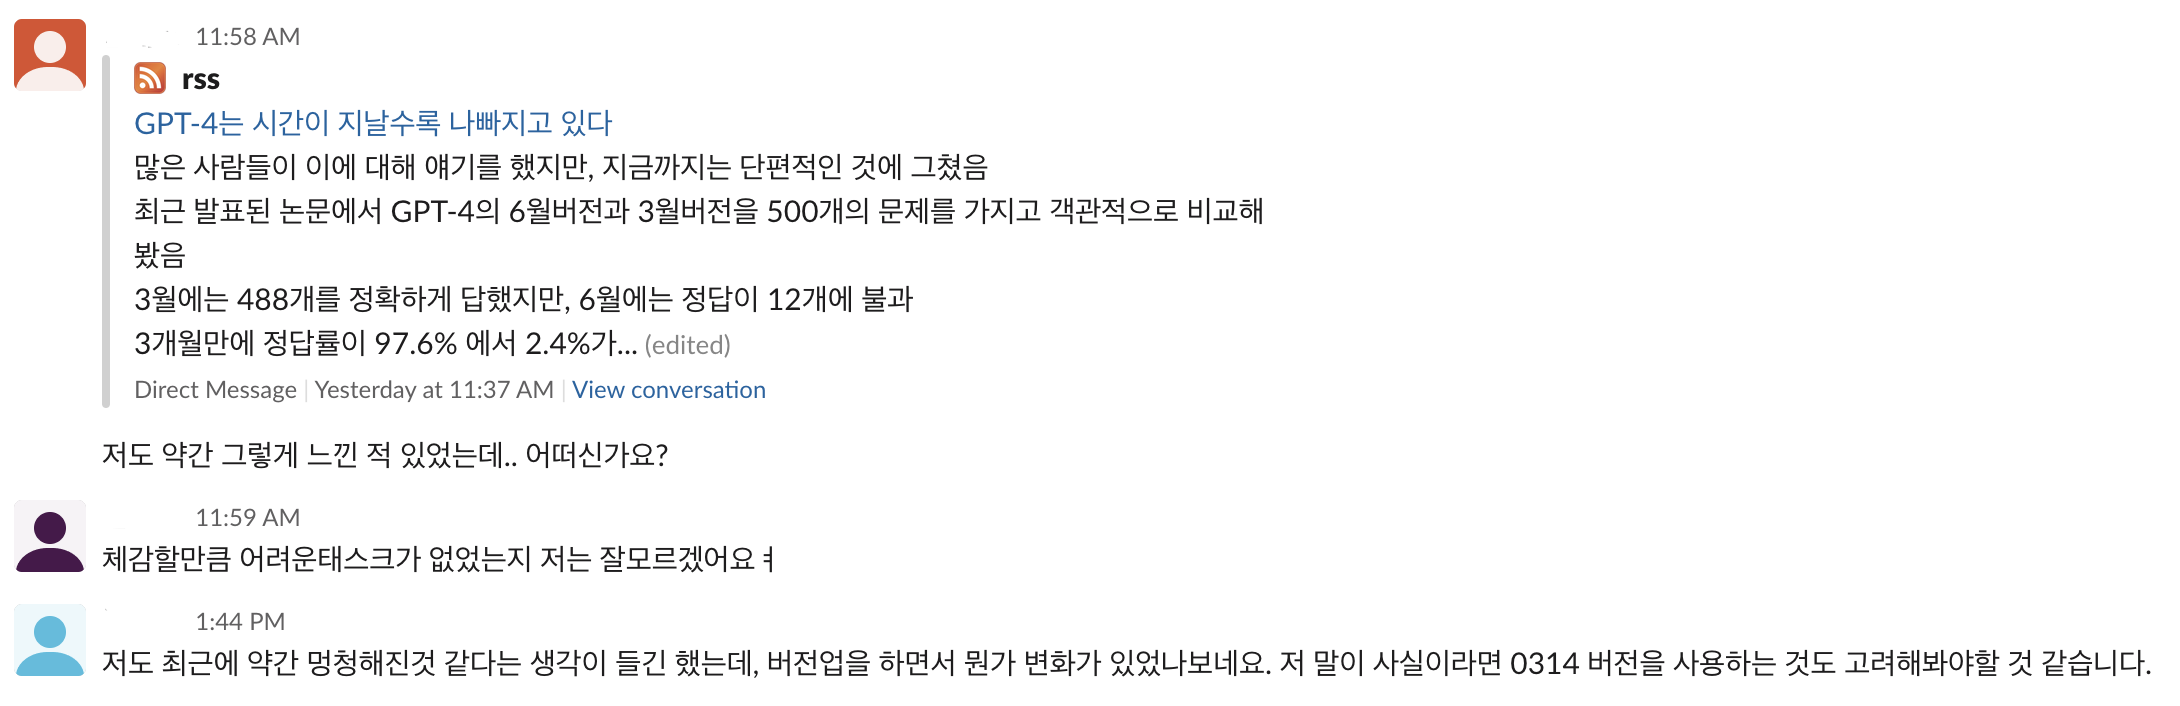 11:58 AM
rss
GPT-4는 시간이 지날수록 나빠지고 있다
많은 사람들이 이에 대해 얘기를 했지만, 지금까지는 단편적인 것에 그쳤음
최근 발표된 논문에서 GPT-4의 6월버전과 3월버전을 500개의 문제를 가지고 객관적으로 비교해
봤음
3월에는 488개를 정확하게 답했지만, 6월에는 정답이 12개에 불과
3개월만에 정답률이 97.6% 에서 2.4%가... (edited)
Direct Message | Yesterday at 11:37 AM | View conversation
저도 약간 그렇게 느낀 적 있었는데.. 어떠신가요?
11:59 AM
체감할만큼 어려운태스크가 없었는지 저는 잘모르겠어요ㅕ
1:44 PM
저도 최근에 약간 멍청해진것 같다는 생각이 들긴 했는데, 버전업을 하면서 뭔가 변화가 있었나보네요. 저 말이 사실이라면 0314 버전을 사용하는 것도 고려해봐야할 것 같습니다.